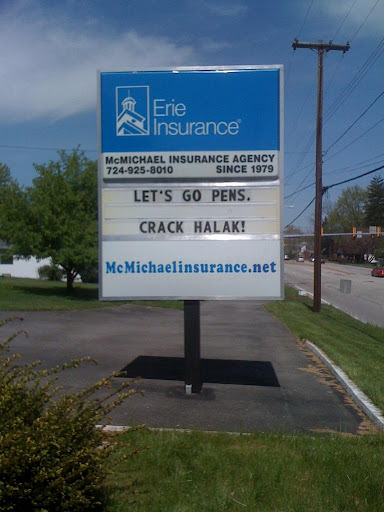 Erie
Insurance®
McMICHAEL INSURANCE AGENCY
724-925-8010 SINCE 1979
LET'S GO PENS.
CRACK HALAK!
McMichaelinsurance.net